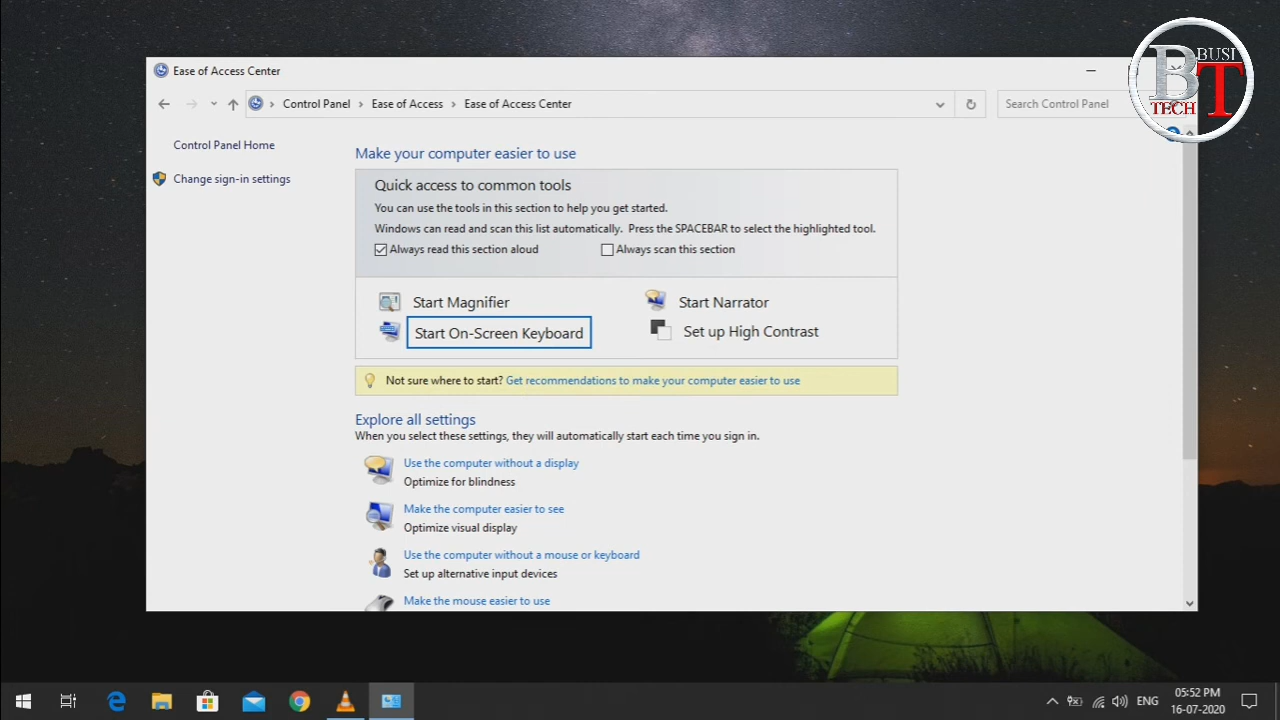 Ease of Access Center
BUSI
B T
TECH
Control Panel > Ease of Access > Ease of Access Center
Search Control Panel
Control Panel Home
Change sign-in settings
Make your computer easier to use
Quick access to common tools
You can use the tools in this section to help you get started.
Windows can read and scan this list automatically. Press the SPACEBAR to select the highlighted tool.
Always read this section aloud
Always scan this section
Start Magnifier
Start Narrator
Start On-Screen Keyboard
Set up High Contrast
Not sure where to start? Get recommendations to make your computer easier to use
Explore all settings
When you select these settings, they will automatically start each time you sign in.
Use the computer without a display
Optimize for blindness
Make the computer easier to see
Optimize visual display
Use the computer without a mouse or keyboard
Set up alternative input devices
Make the mouse easier to use
ENG
05:52 PM
16-07-2020